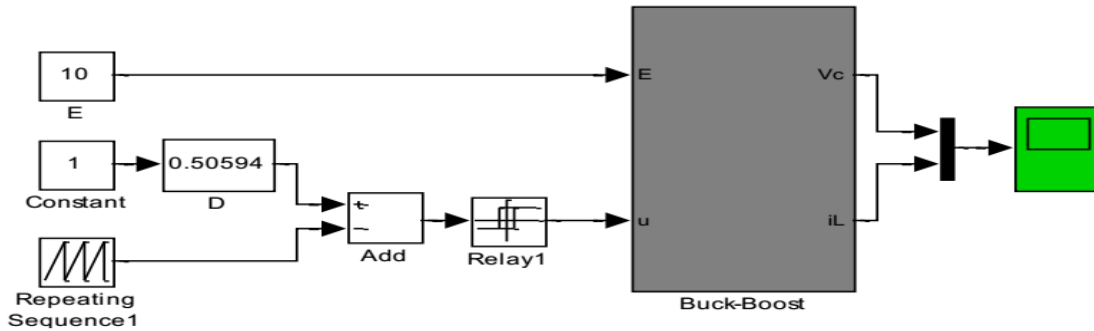 10
E
1
Constant
0.50594
D
Repeating
Sequence1
+
−
Add
Relay1
E
u
Vc
iL
Buck-Boost